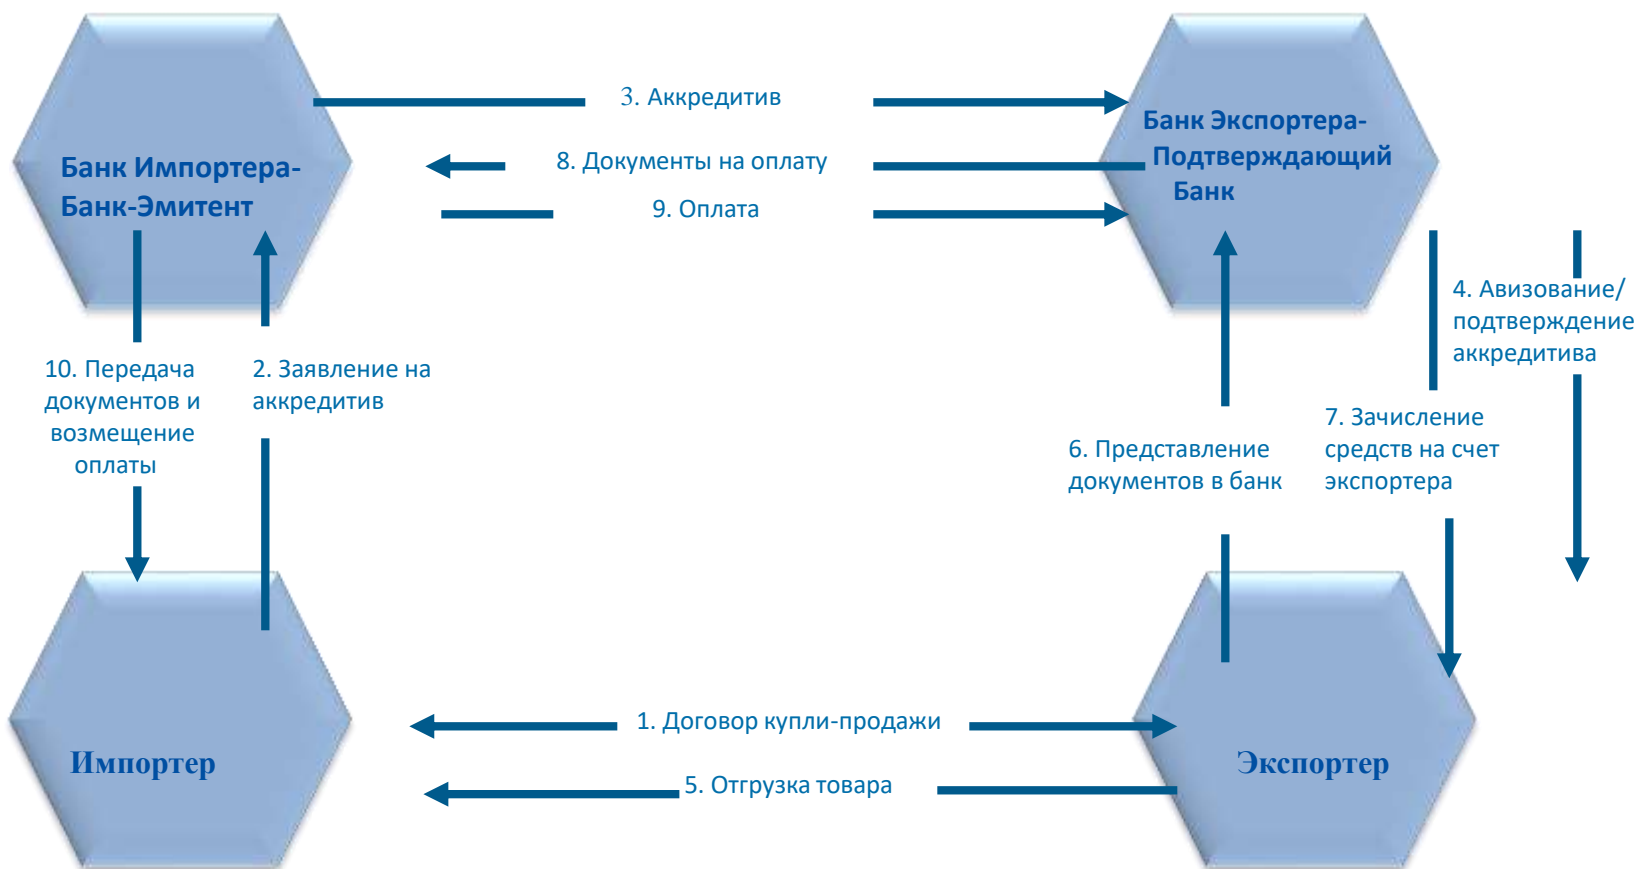 3. Аккредитив
Банк Экспортера-
Подтверждающий
Банк
Банк Импортера-
Банк-Эмитент
8. Документы на оплату
9. Оплата
4. Авизование/
подтверждение
аккредитива
10. Передача
документов и
возмещение
оплаты
2. Заявление на
аккредитив
6. Представление
документов в банк
7. Зачисление
средств на счет
экспортера
1. Договор купли-продажи
Импортер
Экспортер
5. Отгрузка товара